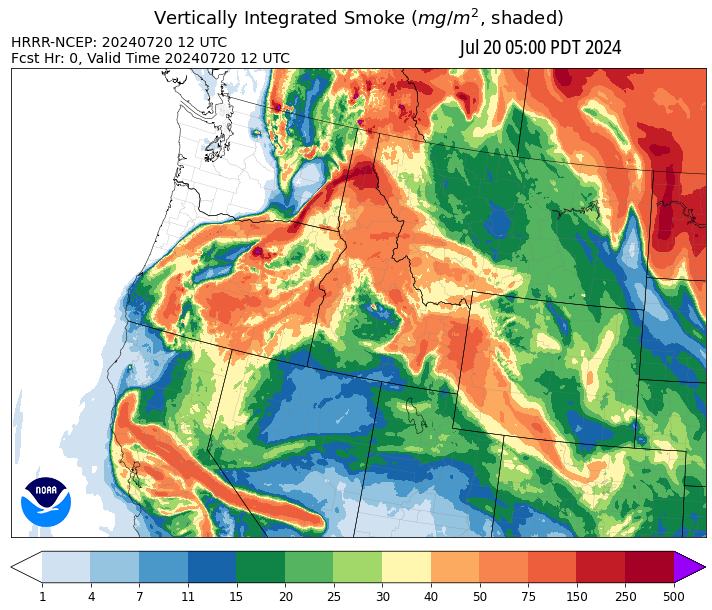 Vertically Integrated Smoke (mg/m², shaded)
HRRR-NCEP: 20240720 12 UTC
Jul 20 05:00 PDT 2024
Fcst Hr: 0, Valid Time 20240720 12 UTC
NOAA
1 4 7 11 15 20 25 30 40 50 75 150 250 500